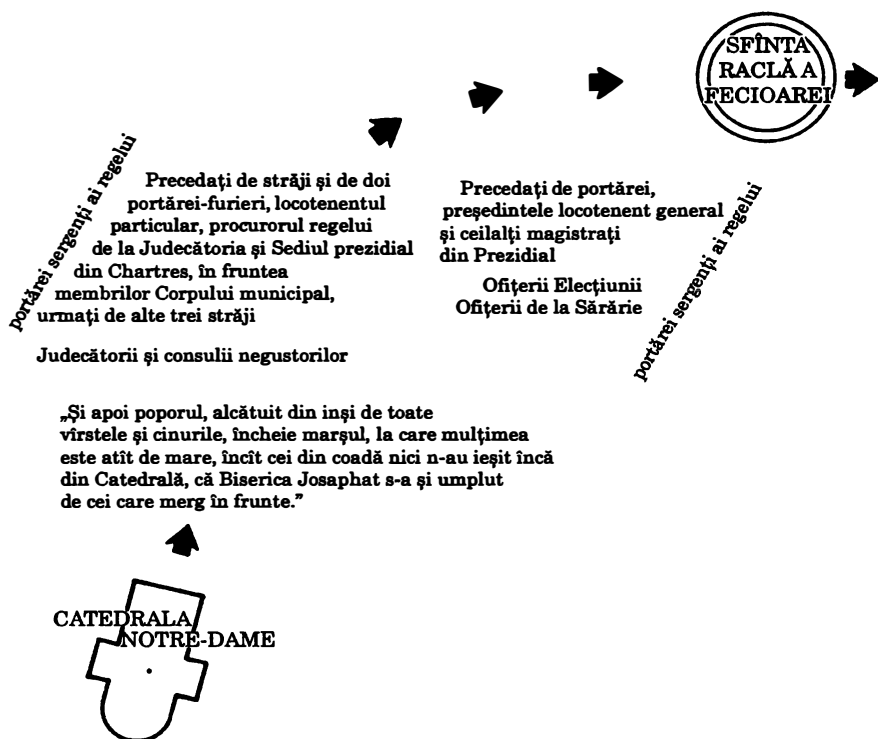 SFÎNTA
RACLĂ A
FECIOAREI
portărei sergenți ai regelui
Precedați de străji și de doi
portărei-furieri, locotenentul
particular, procurorul regelui
de la Judecătoria și Sediul prezidial
din Chartres, în fruntea
membrilor Corpului municipal,
urmați de alte trei străji
Judecătorii și consulii negustorilor
Precedați de portărei,
președintele locotenent general
și ceilalți magistrați
din Prezidial
Ofițerii Elecțiunii
Ofițerii de la Sărărie
portărei sergenți ai regelui
„Și apoi poporul, alcătuit din inși de toate
vîrstele și cinurile, încheie marșul, la care mulțimea
este atît de mare, încît cei din coadă nici n-au ieșit încă
din Catedrală, că Biserica Josaphat s-a și umplut
de cei care merg în frunte.”
CATEDRALA
NOTRE-DAME